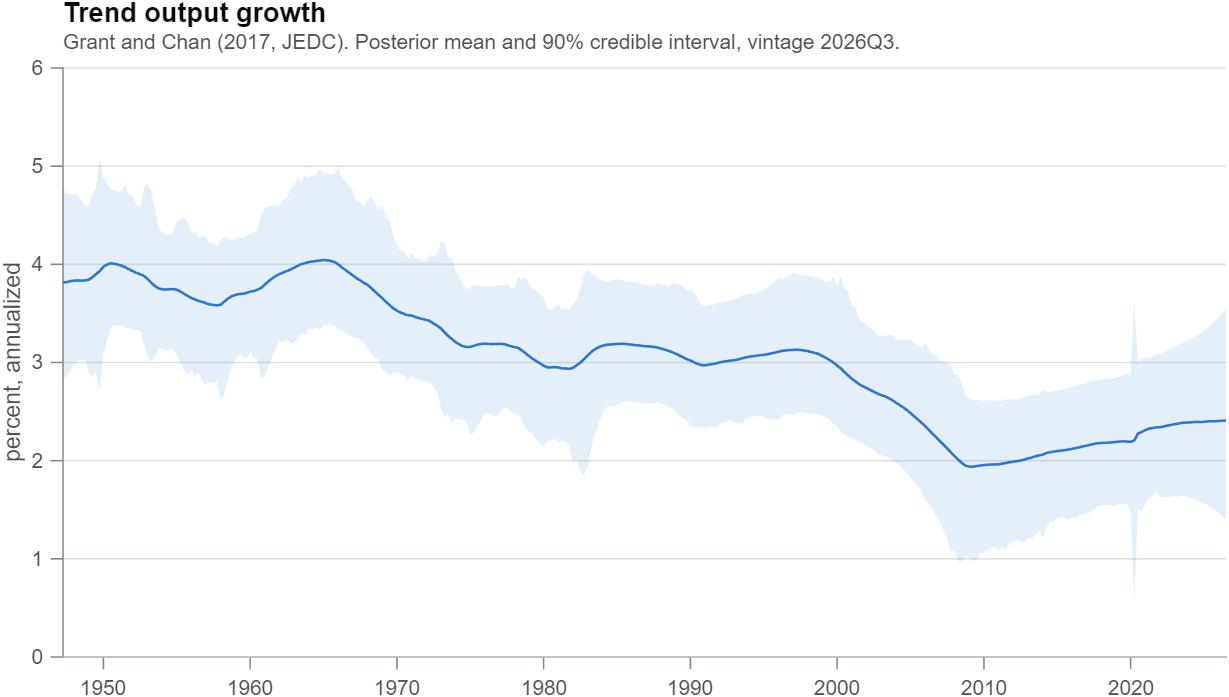 Trend output growth
Grant and Chan (2017, JEDC). Posterior mean and 90% credible interval, vintage 2026Q3.
6
5
4
3
2
1
0
percent, annualized
1950 1960 1970 1980 1990 2000 2010 2020